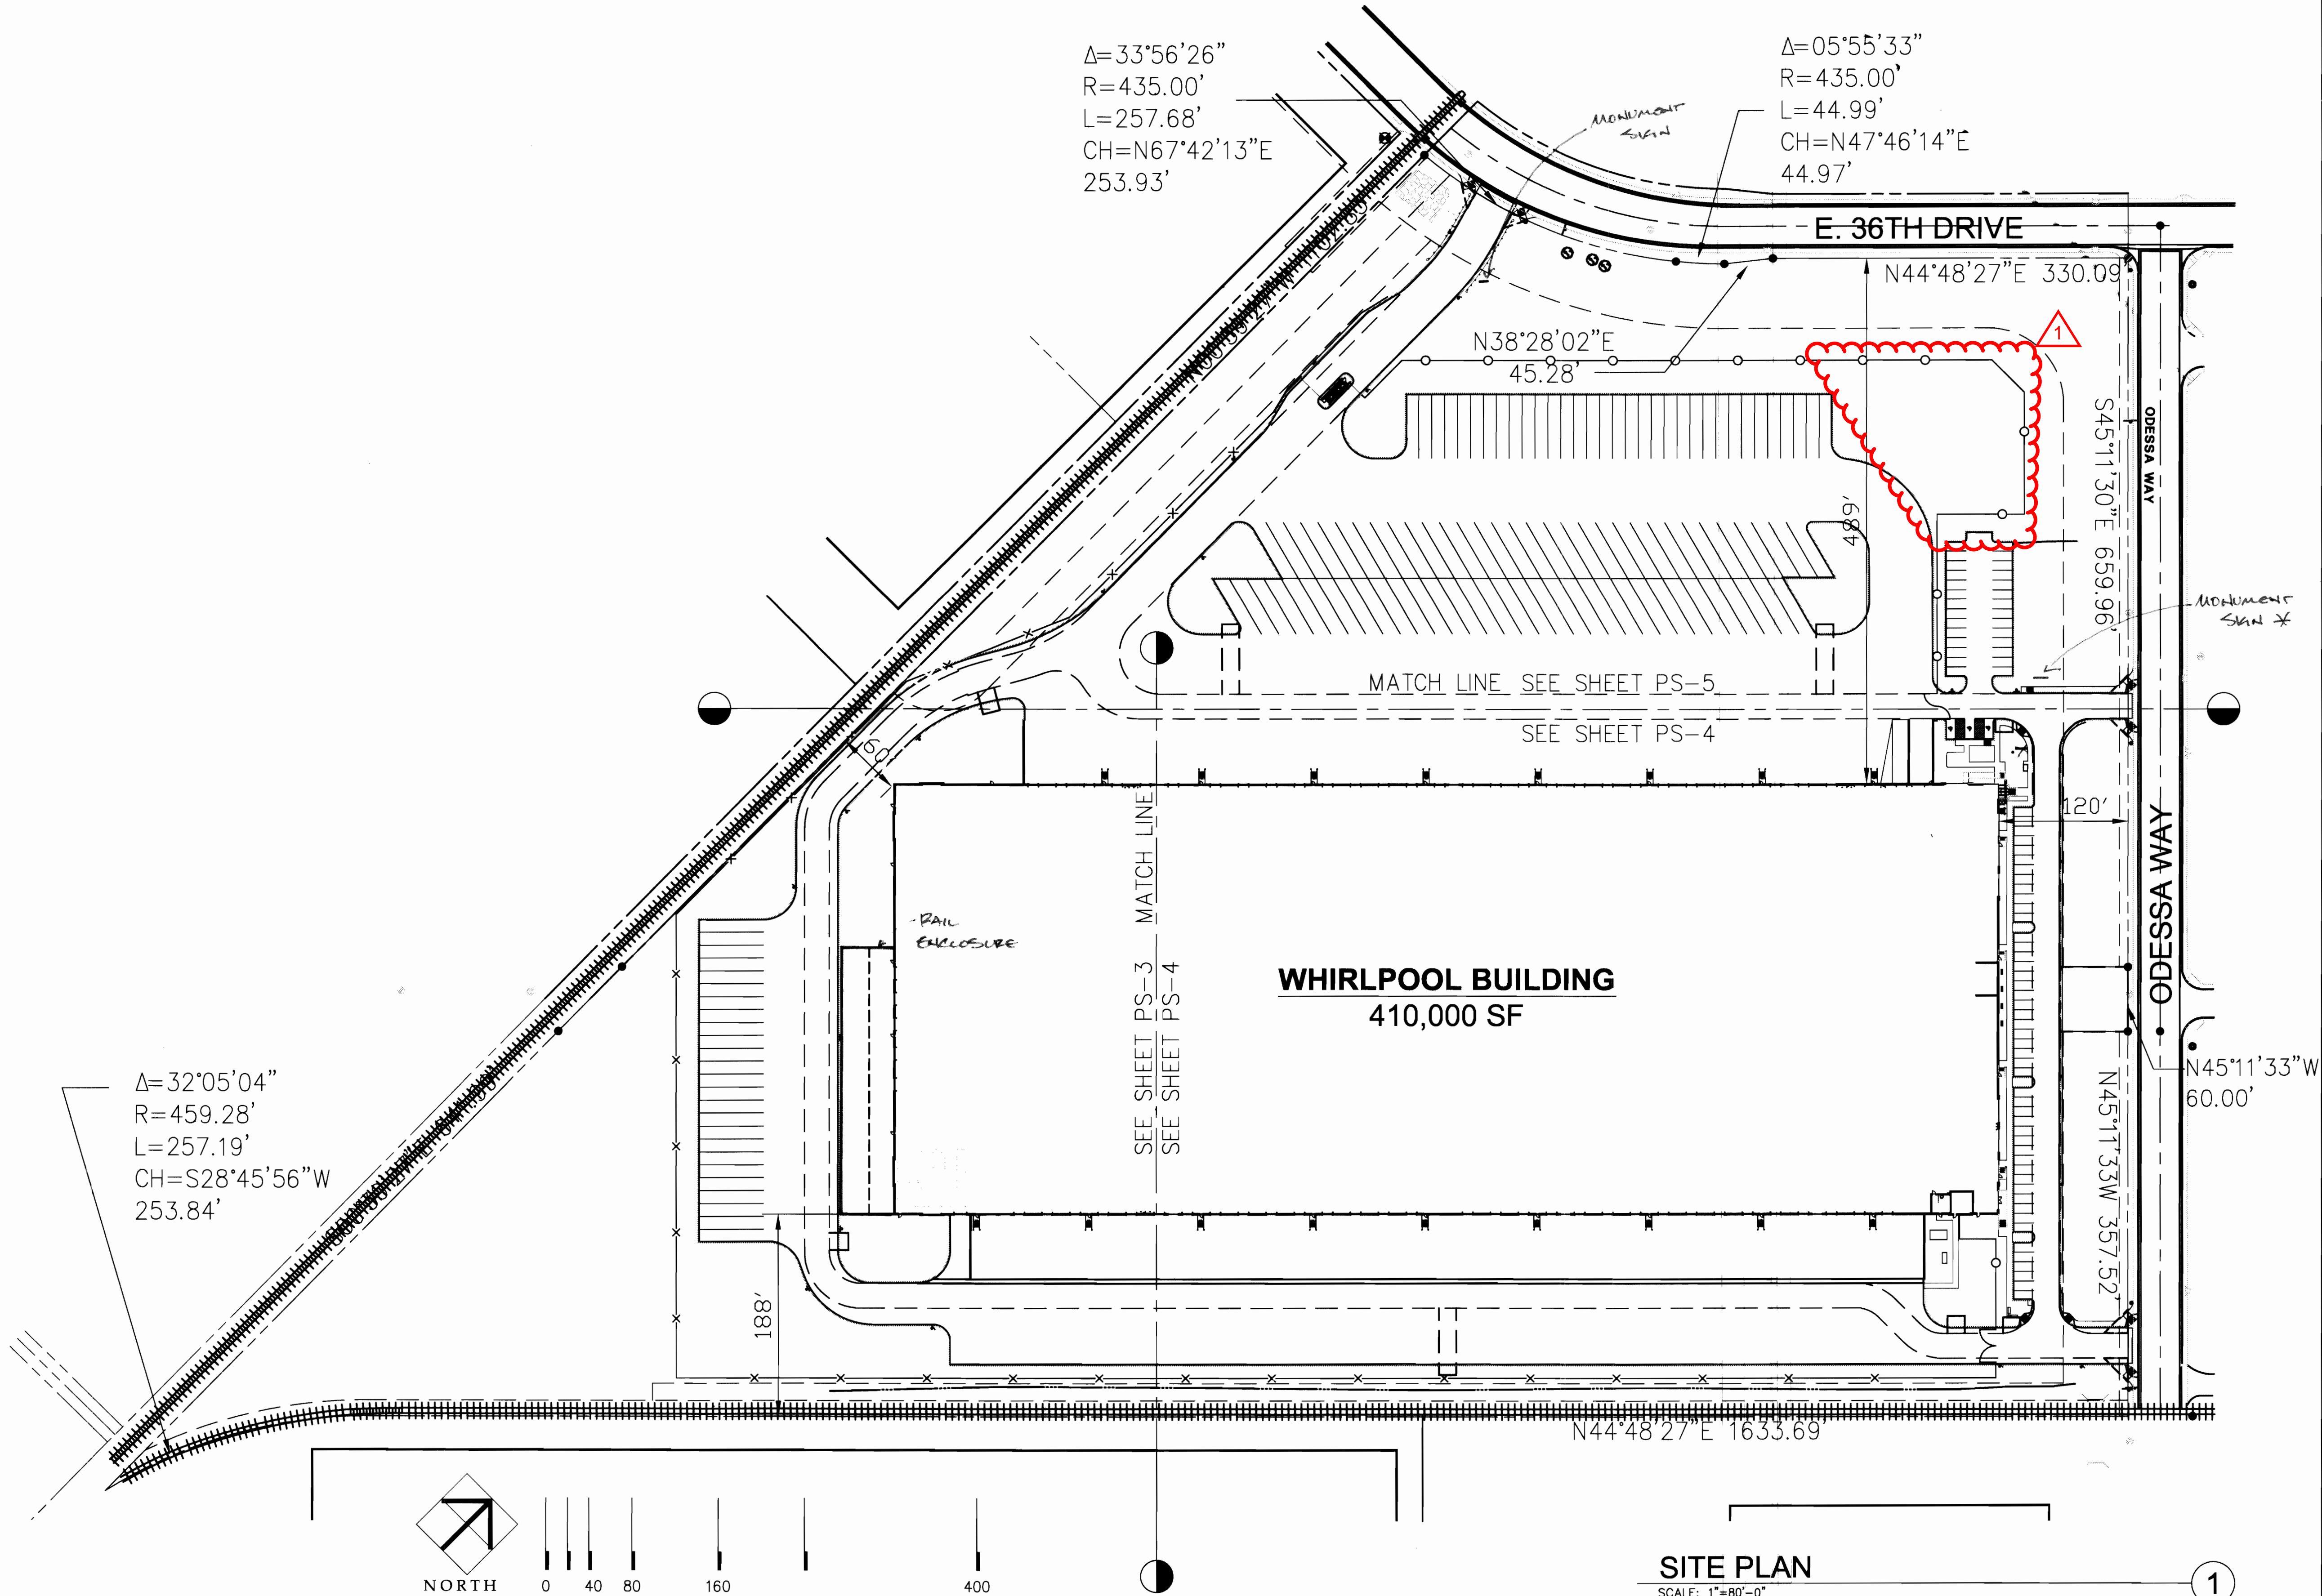 Δ=33°56'26"
R=435.00'
L=257.68'
CH=N67°42'13"E
253.93'
MONUMENT
SIGN
Δ=05°55'33"
R=435.00'
L=44.99'
CH=N47°46'14"E
44.97'
E. 36TH DRIVE
N44°48'27"E 330.09'
1
N38°28'02"E
45.28'
S45°11'30"E 659.96'
ODESSA WAY
489'
MONUMENT
SIGN *
MATCH LINE SEE SHEET PS-5
SEE SHEET PS-4
60'
120'
MATCH LINE
SEE SHEET PS-3
SEE SHEET PS-4
RAIL
ENCLOSURE
WHIRLPOOL BUILDING
410,000 SF
ODESSA WAY
N45°11'33"W
60.00'
N45°11'33W 357.52'
Δ=32°05'04"
R=459.28'
L=257.19'
CH=S28°45'56"W
253.84'
188'
N44°48'27"E 1633.69'
NORTH
0 40 80 160 400
SITE PLAN
SCALE: 1"=80'-0"
1